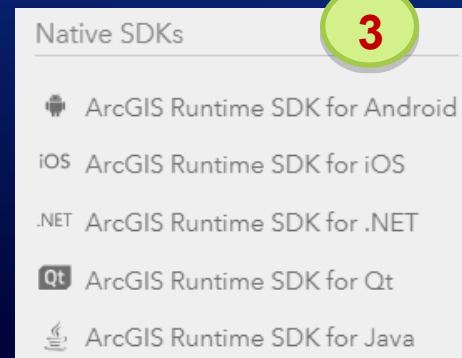 Native SDKs
3
ArcGIS Runtime SDK for Android
iOS ArcGIS Runtime SDK for iOS
.NET ArcGIS Runtime SDK for .NET
Qt ArcGIS Runtime SDK for Qt
ArcGIS Runtime SDK for Java